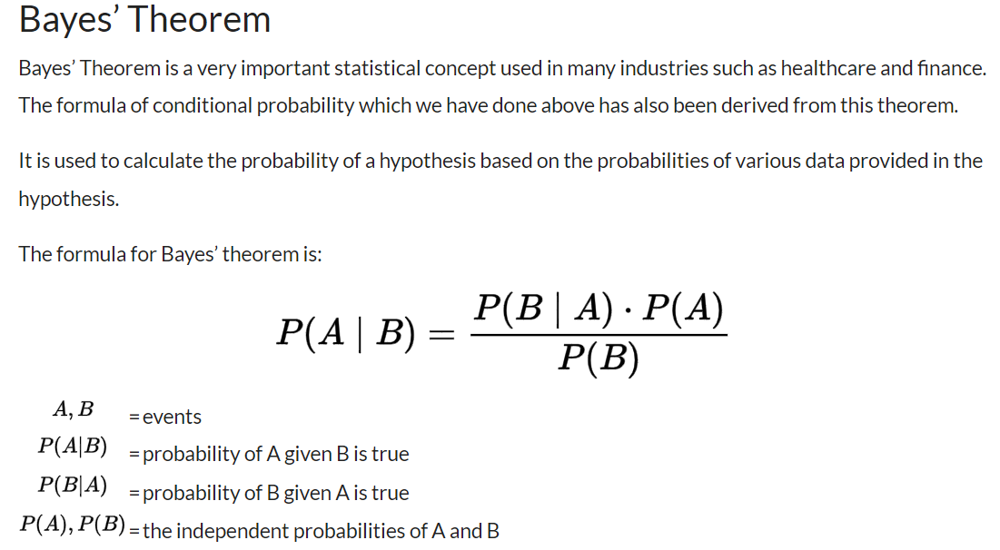 Bayes’ Theorem
Bayes’ Theorem is a very important statistical concept used in many industries such as healthcare and finance.
The formula of conditional probability which we have done above has also been derived from this theorem.
It is used to calculate the probability of a hypothesis based on the probabilities of various data provided in the
hypothesis.
The formula for Bayes’ theorem is:
P(A | B) = P(B | A) · P(A) / P(B)
A, B = events
P(A|B) = probability of A given B is true
P(B|A) = probability of B given A is true
P(A), P(B) = the independent probabilities of A and B